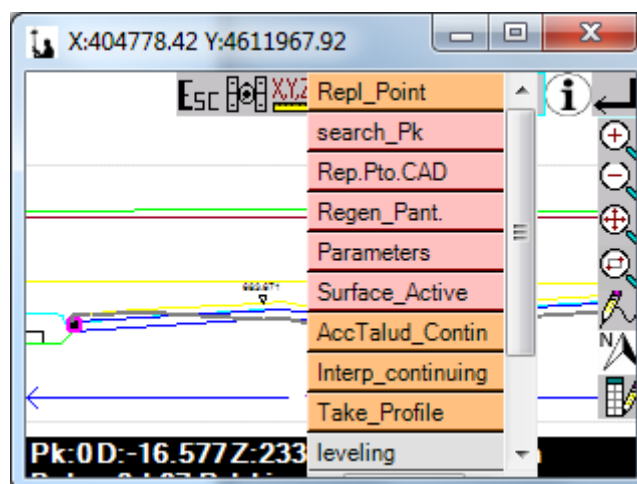 X:404778.42 Y:4611967.92
Esc X,Y,Z
Repl_Point
search_Pk
Rep.Pto.CAD
Regen_Pant.
Parameters
Surface_Active
AccTalud_Contin
Interp_continuing
Take_Profile
leveling
N
Pk:0 D:-16.577 Z:233